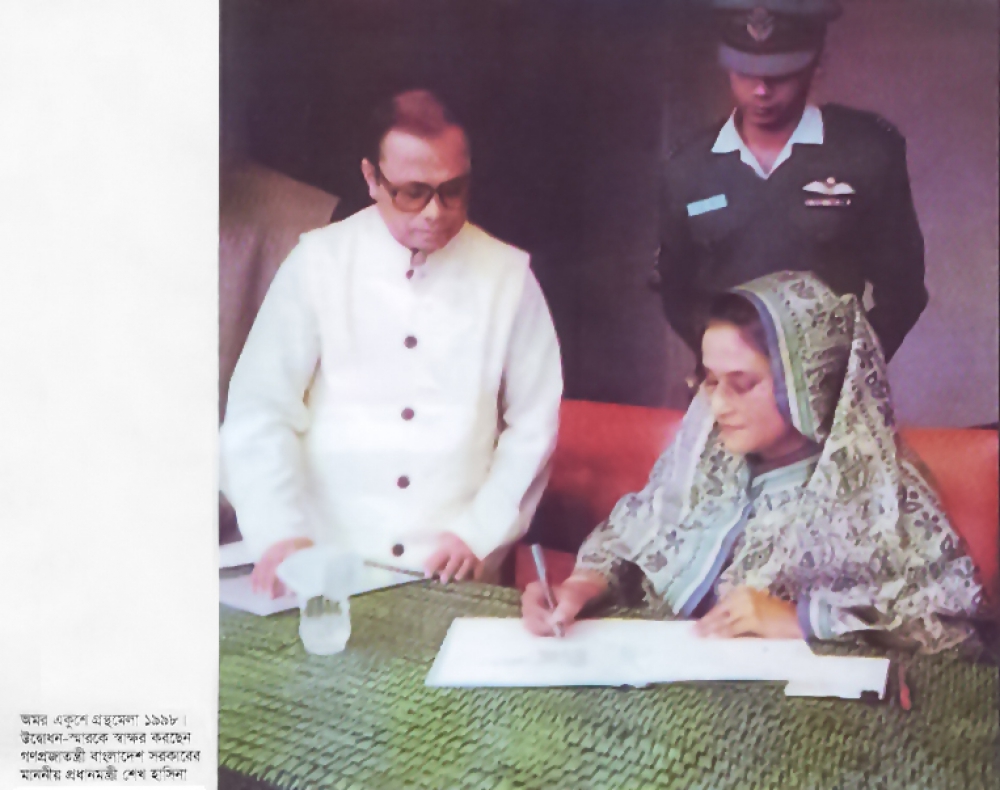 অমর একুশে গ্রন্থমেলা ১৯৯৮।
উদ্বোধন-স্মারকে স্বাক্ষর করছেন
গণপ্রজাতন্ত্রী বাংলাদেশ সরকারের
মাননীয় প্রধানমন্ত্রী শেখ হাসিনা